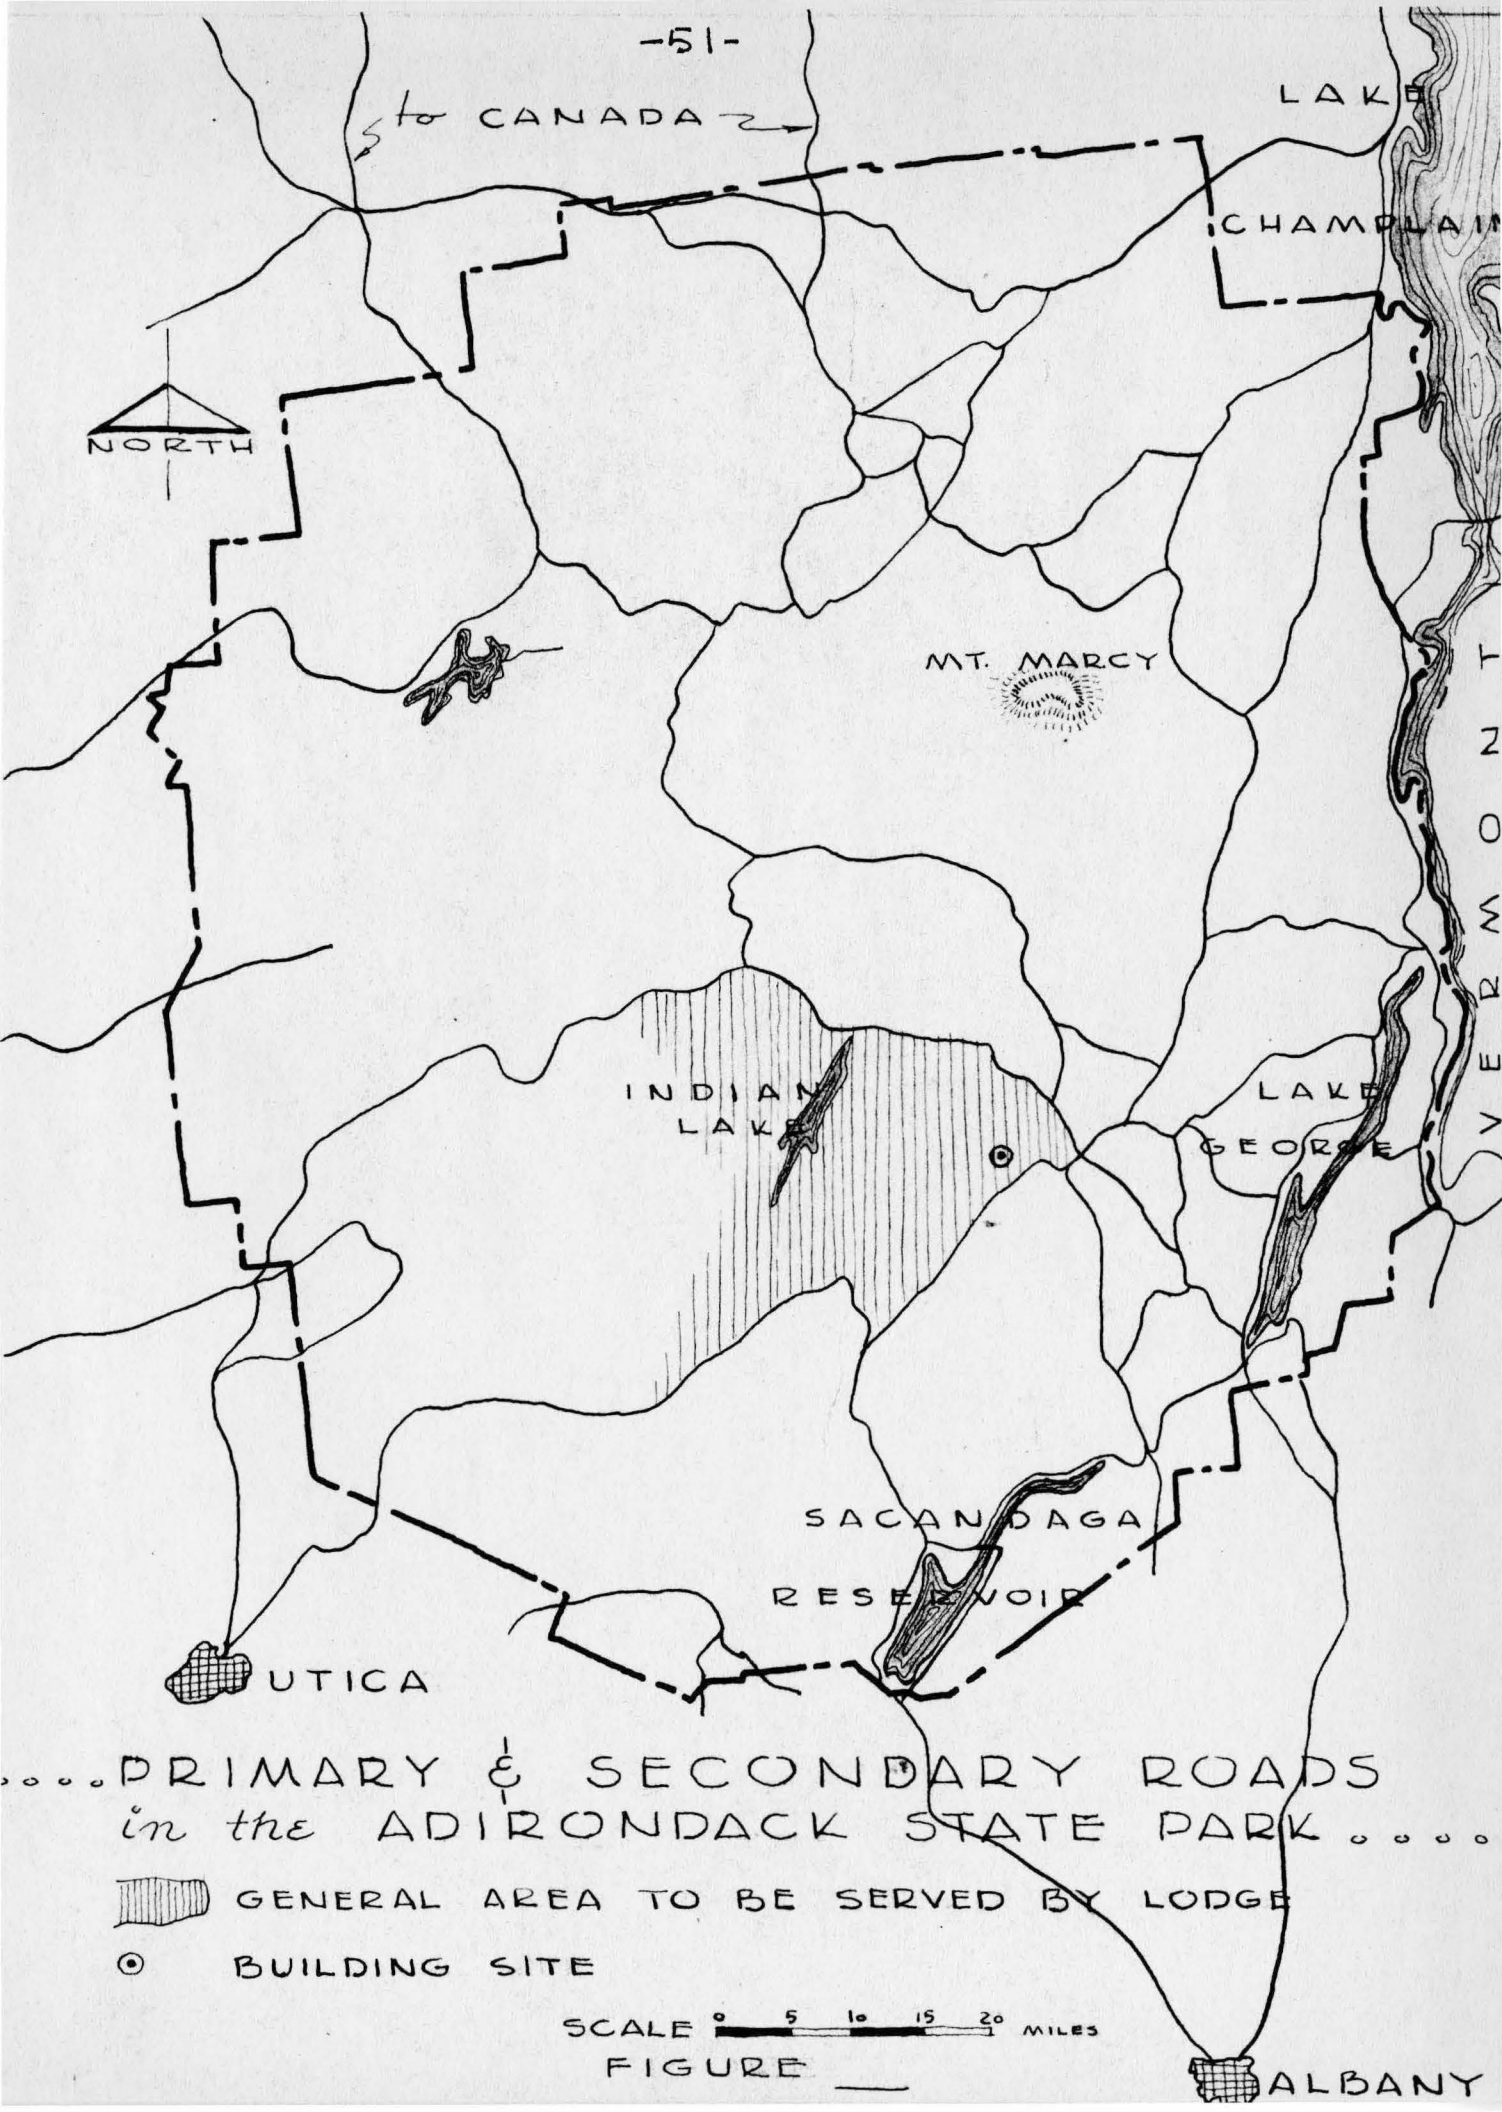 -51-
LAKE
to CANADA
CHAMPLAIN
NORTH
MT. MARCY
VERMONT
INDIAN
LAKE
LAKE
GEORGE
SACANDAGA
RESERVOIR
UTICA
....PRIMARY & SECONDARY ROADS
in the ADIRONDACK STATE PARK....
GENERAL AREA TO BE SERVED BY LODGE
BUILDING SITE
SCALE 0 5 10 15 20 MILES
FIGURE __
ALBANY